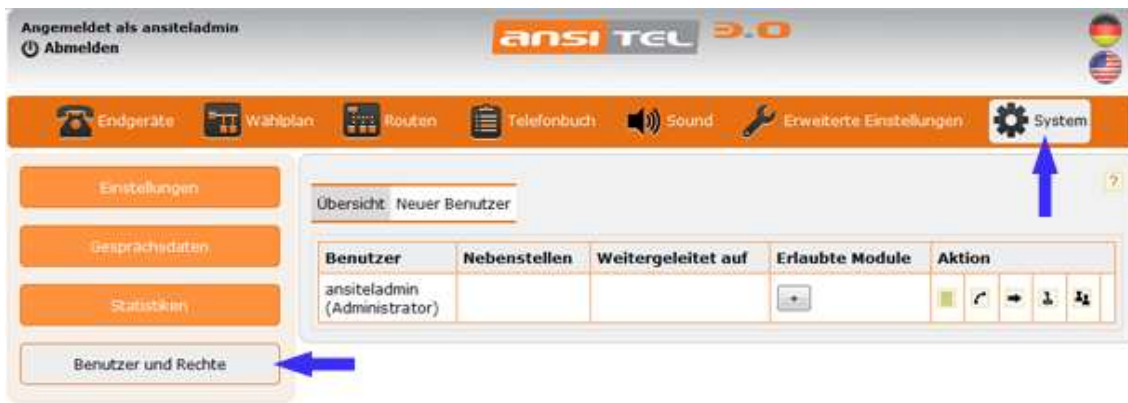 Angemeldet als ansiteladmin
Abmelden
ansi TEL 3.0
Endgeräte Wählplan Routen Telefonbuch Sound Erweiterte Einstellungen System
Einstellungen
Gesprächsdaten
Statistiken
Benutzer und Rechte
?
Übersicht Neuer Benutzer
Benutzer Nebenstellen Weitergeleitet auf Erlaubte Module Aktion
ansiteladmin
(Administrator)
+